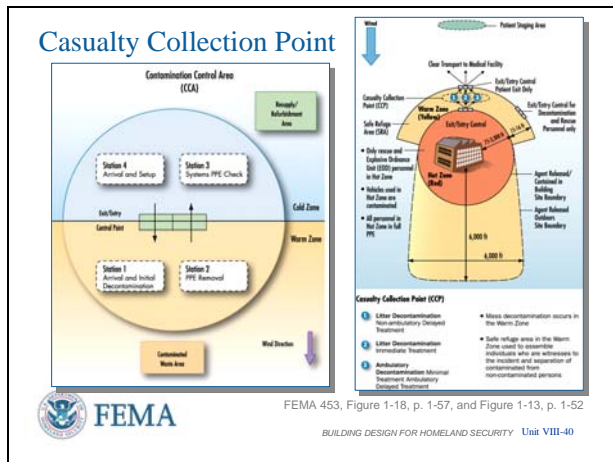 Casualty Collection Point
Contamination Control Area
(CCA)
Resupply/
Refurbishment
Area
Station 4
Arrival and Setup
Station 3
Systems PPE Check
Exit/Entry
Control Point
Cold Zone
Warm Zone
Station 1
Arrival and Initial
Decontamination
Station 2
PPE Removal
Wind Direction
Contaminated
Waste Area
Wind
Patient Staging Area
Clear Transport to Medical Facility
Exit/Entry Control
Patient Exit Only
Casualty Collection
Point (CCP)
Warm Zone
(Yellow)
1 2 3
Exit/Entry Control for
Decontamination
and Rescue
Personnel only
Safe Refuge
Area (SRA)
Exit/Entry Control
• Only rescue and
Explosive Ordnance
Unit (EOD) personnel
in Hot Zone
• Vehicles used in
Hot Zone are
contaminated
• All personnel in
Hot Zone in full
PPE
Hot Zone
(Red)
Agent Released/
Contained in
Building
Site Boundary
Agent Released
Outdoors
Site Boundary
6,000 ft
6,000 ft
Casualty Collection Point (CCP)
1 Litter Decontamination
Non-ambulatory Delayed
Treatment
2 Litter Decontamination
Immediate Treatment
3 Ambulatory
Decontamination Minimal
Treatment Ambulatory
Delayed Treatment
• Mass decontamination occurs in
the Warm Zone
• Safe refuge area in the Warm
Zone used to assemble
individuals who are witnesses to
the incident and separation of
contaminated from
non-contaminated persons
FEMA
FEMA 453, Figure 1-18, p. 1-57, and Figure 1-13, p. 1-52
BUILDING DESIGN FOR HOMELAND SECURITY Unit VIII-40